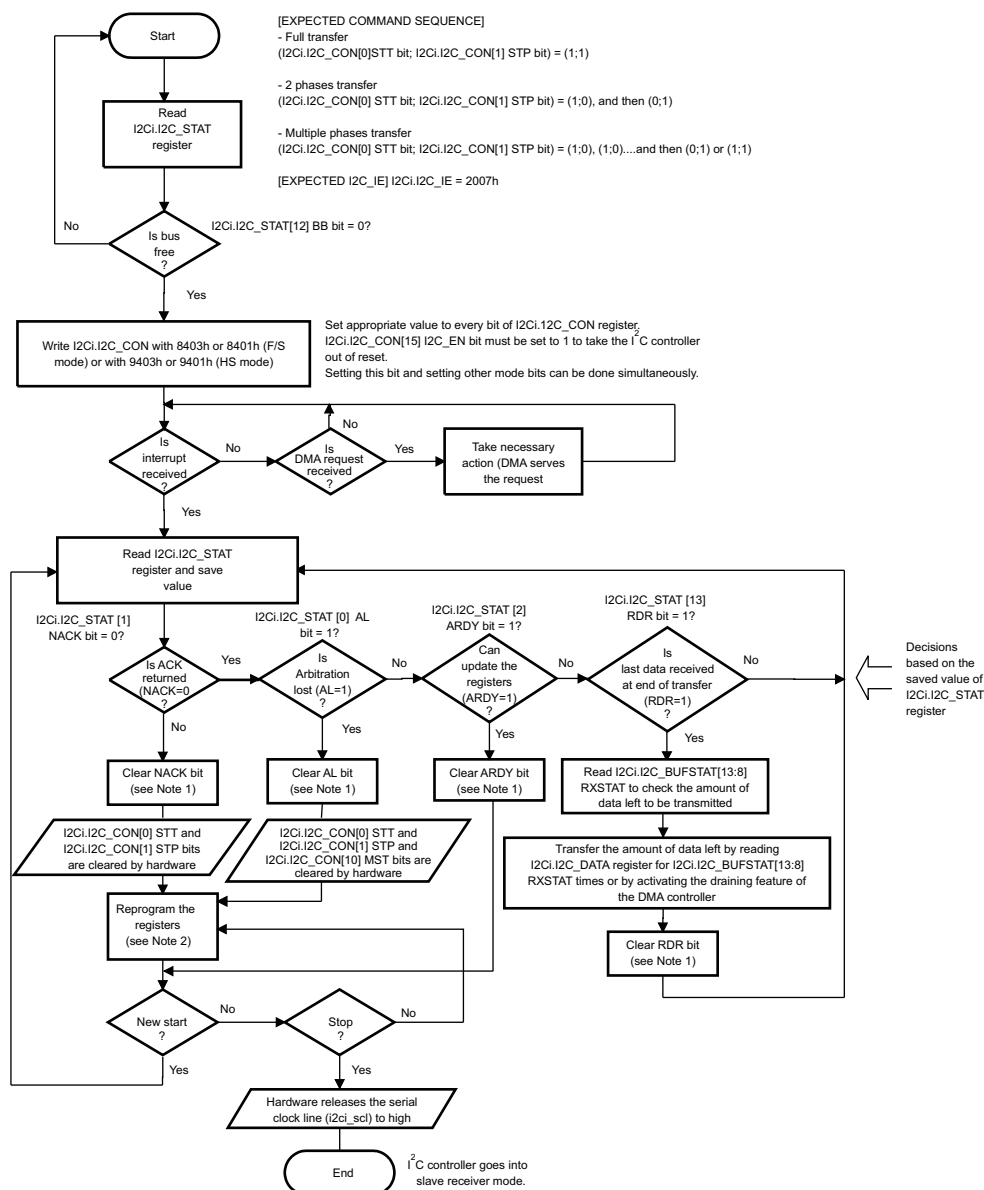 Start
[EXPECTED COMMAND SEQUENCE]
- Full transfer
(I2Ci.I2C_CON[0]STT bit; I2Ci.I2C_CON[1] STP bit) = (1;1)
- 2 phases transfer
(I2Ci.I2C_CON[0] STT bit; I2Ci.I2C_CON[1] STP bit) = (1;0), and then (0;1)
- Multiple phases transfer
(I2Ci.I2C_CON[0] STT bit; I2Ci.I2C_CON[1] STP bit) = (1;0), (1;0)....and then (0;1) or (1;1)
[EXPECTED I2C_IE] I2Ci.I2C_IE = 2007h
Read
I2Ci.I2C_STAT
register
No
I2Ci.I2C_STAT[12] BB bit = 0?
Is bus
free
?
Yes
Write I2Ci.I2C_CON with 8403h or 8401h (F/S
mode) or with 9403h or 9401h (HS mode)
Set appropriate value to every bit of I2Ci.12C_CON register.
I2Ci.I2C_CON[15] I2C_EN bit must be set to 1 to take the I2C controller
out of reset.
Setting this bit and setting other mode bits can be done simultaneously.
Is
interrupt
received
?
No
Is
DMA request
received
?
No
Yes
Take necessary
action (DMA serves
the request
Yes
Read I2Ci.I2C_STAT
register and save
value
I2Ci.I2C_STAT [1]
NACK bit = 0?
I2Ci.I2C_STAT [0] AL
bit = 1?
I2Ci.I2C_STAT [2]
ARDY bit = 1?
I2Ci.I2C_STAT [13]
RDR bit = 1?
Is ACK
returned
(NACK=0
?
Yes
Is
Arbitration
lost (AL=1)
?
No
Can
update the
registers
(ARDY=1)
?
No
Is
last data received
at end of transfer
(RDR=1)
?
No
Decisions
based on the
saved value of
I2Ci.I2C_STAT
register
No
Yes
Yes
Yes
Clear NACK bit
(see Note 1)
Clear AL bit
(see Note 1)
Clear ARDY bit
(see Note 1)
Read I2Ci.I2C_BUFSTAT[13:8]
RXSTAT to check the amount of
data left to be transmitted
I2Ci.I2C_CON[0] STT and
I2Ci.I2C_CON[1] STP bits
are cleared by hardware
I2Ci.I2C_CON[0] STT and
I2Ci.I2C_CON[1] STP and
I2Ci.I2C_CON[10] MST bits are
cleared by hardware
Transfer the amount of data left by reading
I2Ci.I2C_DATA register for I2Ci.I2C_BUFSTAT[13:8]
RXSTAT times or by activating the draining feature of
the DMA controller
Reprogram the
registers
(see Note 2)
Clear RDR bit
(see Note 1)
New start
?
No
Stop
?
No
Yes
Yes
Hardware releases the serial
clock line (i2ci_scl) to high
End
I2C controller goes into
slave receiver mode.